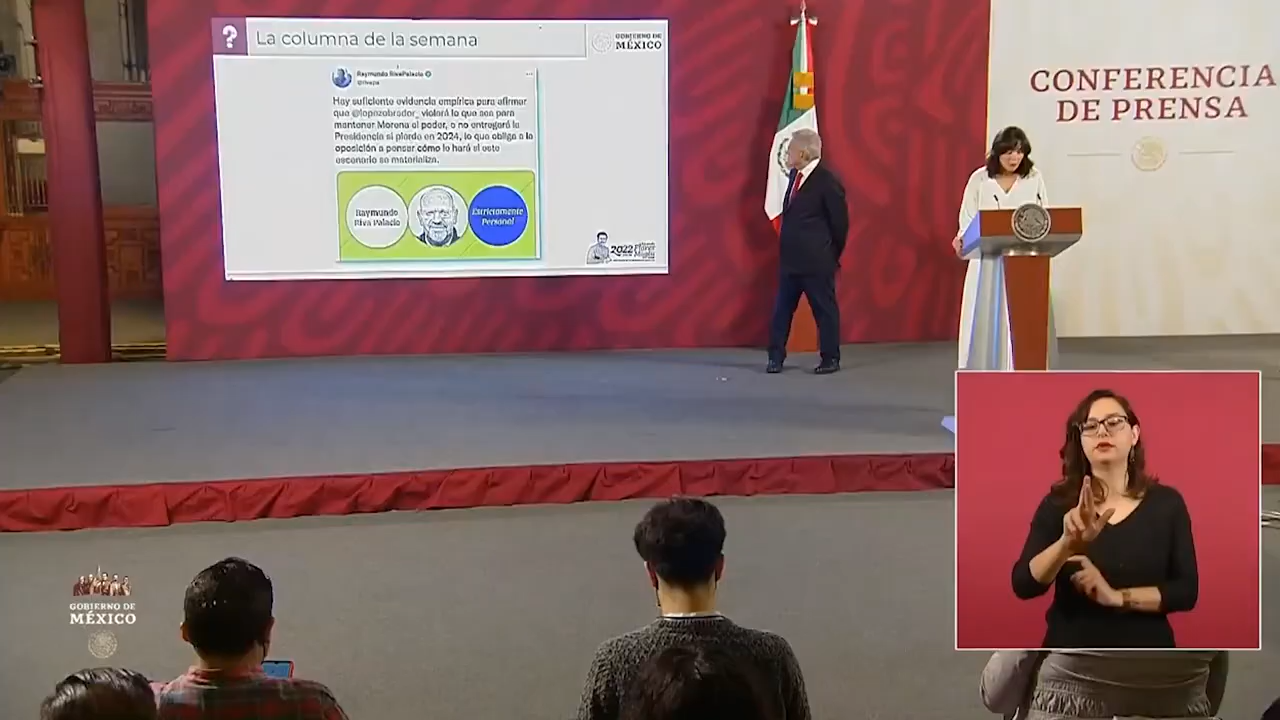 ?
La columna de la semana
GOBIERNO DE
MÉXICO
Raymundo RivaPalacio
@rivapa
Hay suficiente evidencia empírica para afirmar
que @lopezobrador_ violará lo que sea para
mantener Morena el poder, o no entregará la
Presidencia si pierde en 2024, lo que obliga a la
oposición a pensar cómo lo hará si este
escenario se materializa.
Raymundo
Riva Palacio
Estrictamente
Personal
2022
Flores
Magón
CONFERENCIA
DE PRENSA
GOBIERNO DE
MÉXICO